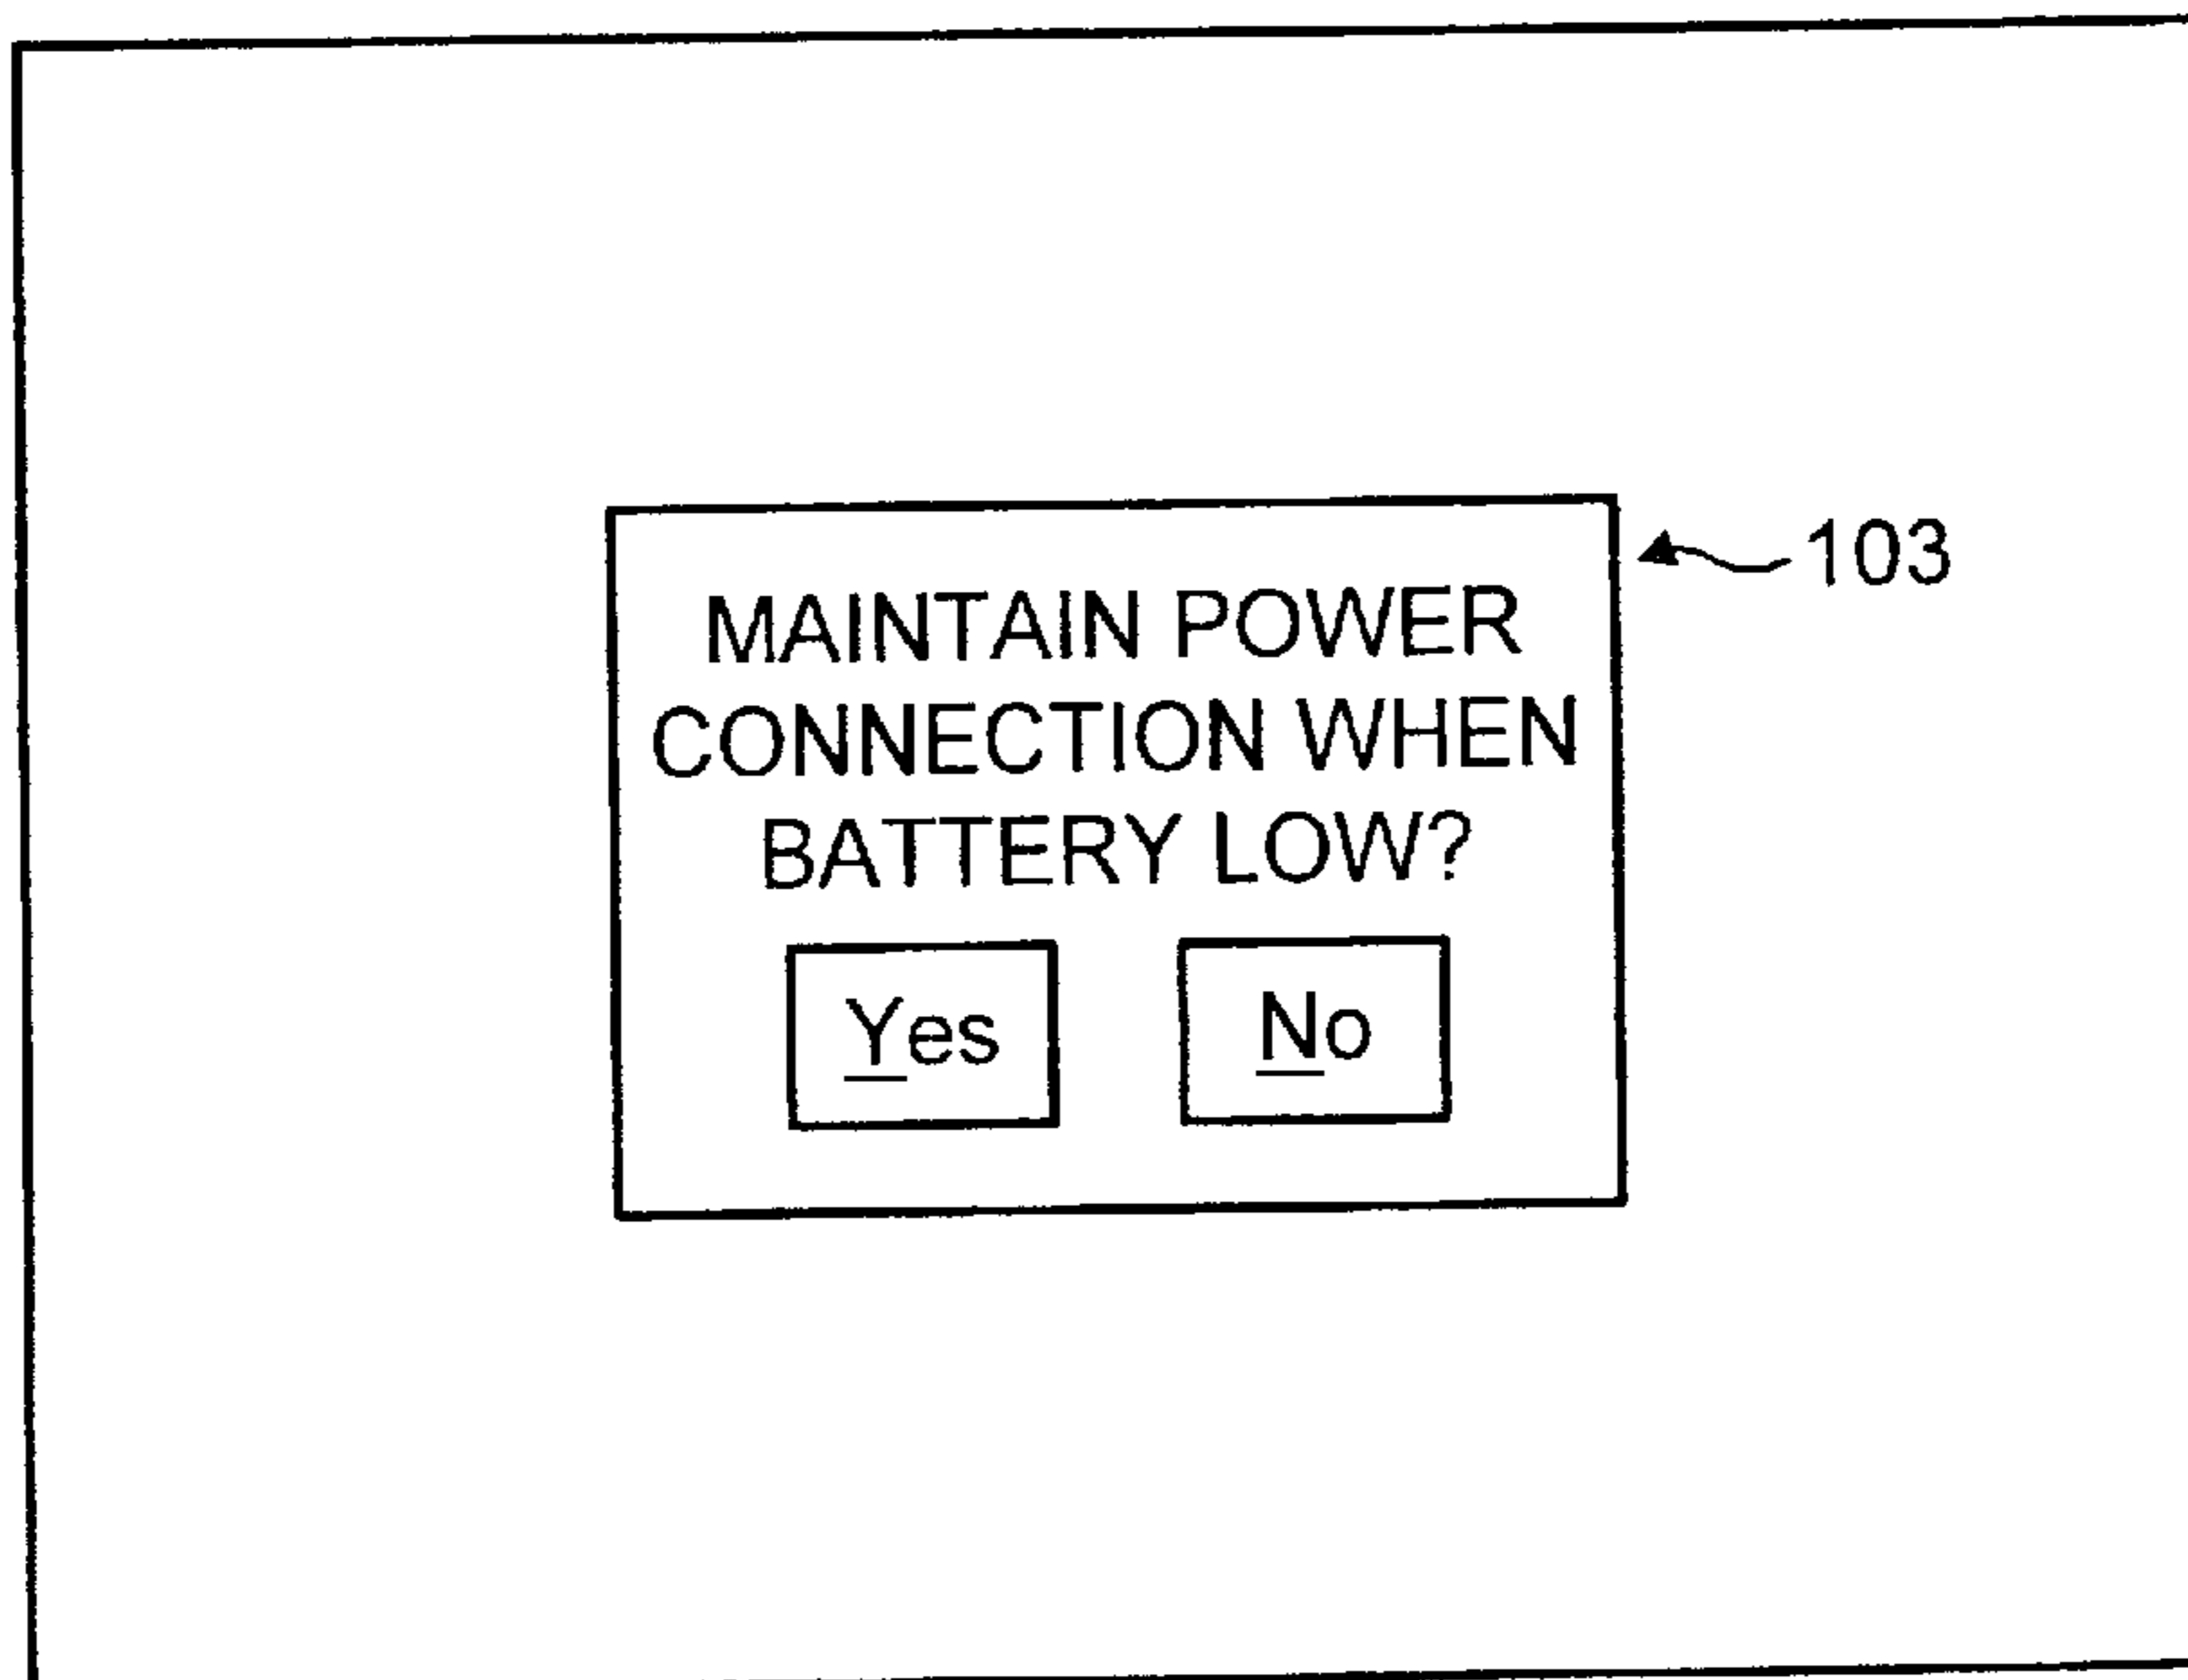 103
MAINTAIN POWER
CONNECTION WHEN
BATTERY LOW?
Yes No